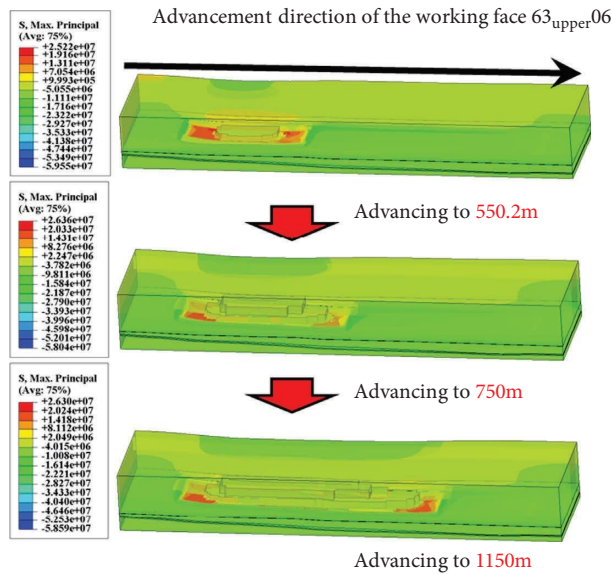 Advancement direction of the working face 63upper06
S, Max. Principal
(Avg: 75%)
+2.522e+07
+1.916e+07
+1.311e+07
+7.054e+06
+9.993e+05
-5.055e+06
-1.111e+07
-1.716e+07
-2.322e+07
-2.927e+07
-3.533e+07
-4.138e+07
-4.744e+07
-5.349e+07
-5.955e+07
Advancing to 550.2m
S, Max. Principal
(Avg: 75%)
+2.636e+07
+2.033e+07
+1.431e+07
+8.276e+06
+2.247e+06
-3.782e+06
-9.811e+06
-1.584e+07
-2.187e+07
-2.790e+07
-3.393e+07
-3.996e+07
-4.598e+07
-5.201e+07
-5.804e+07
Advancing to 750m
S, Max. Principal
(Avg: 75%)
+2.630e+07
+2.024e+07
+1.418e+07
+8.112e+06
+2.049e+06
-4.015e+06
-1.008e+07
-1.614e+07
-2.221e+07
-2.827e+07
-3.433e+07
-4.040e+07
-4.646e+07
-5.253e+07
-5.859e+07
Advancing to 1150m